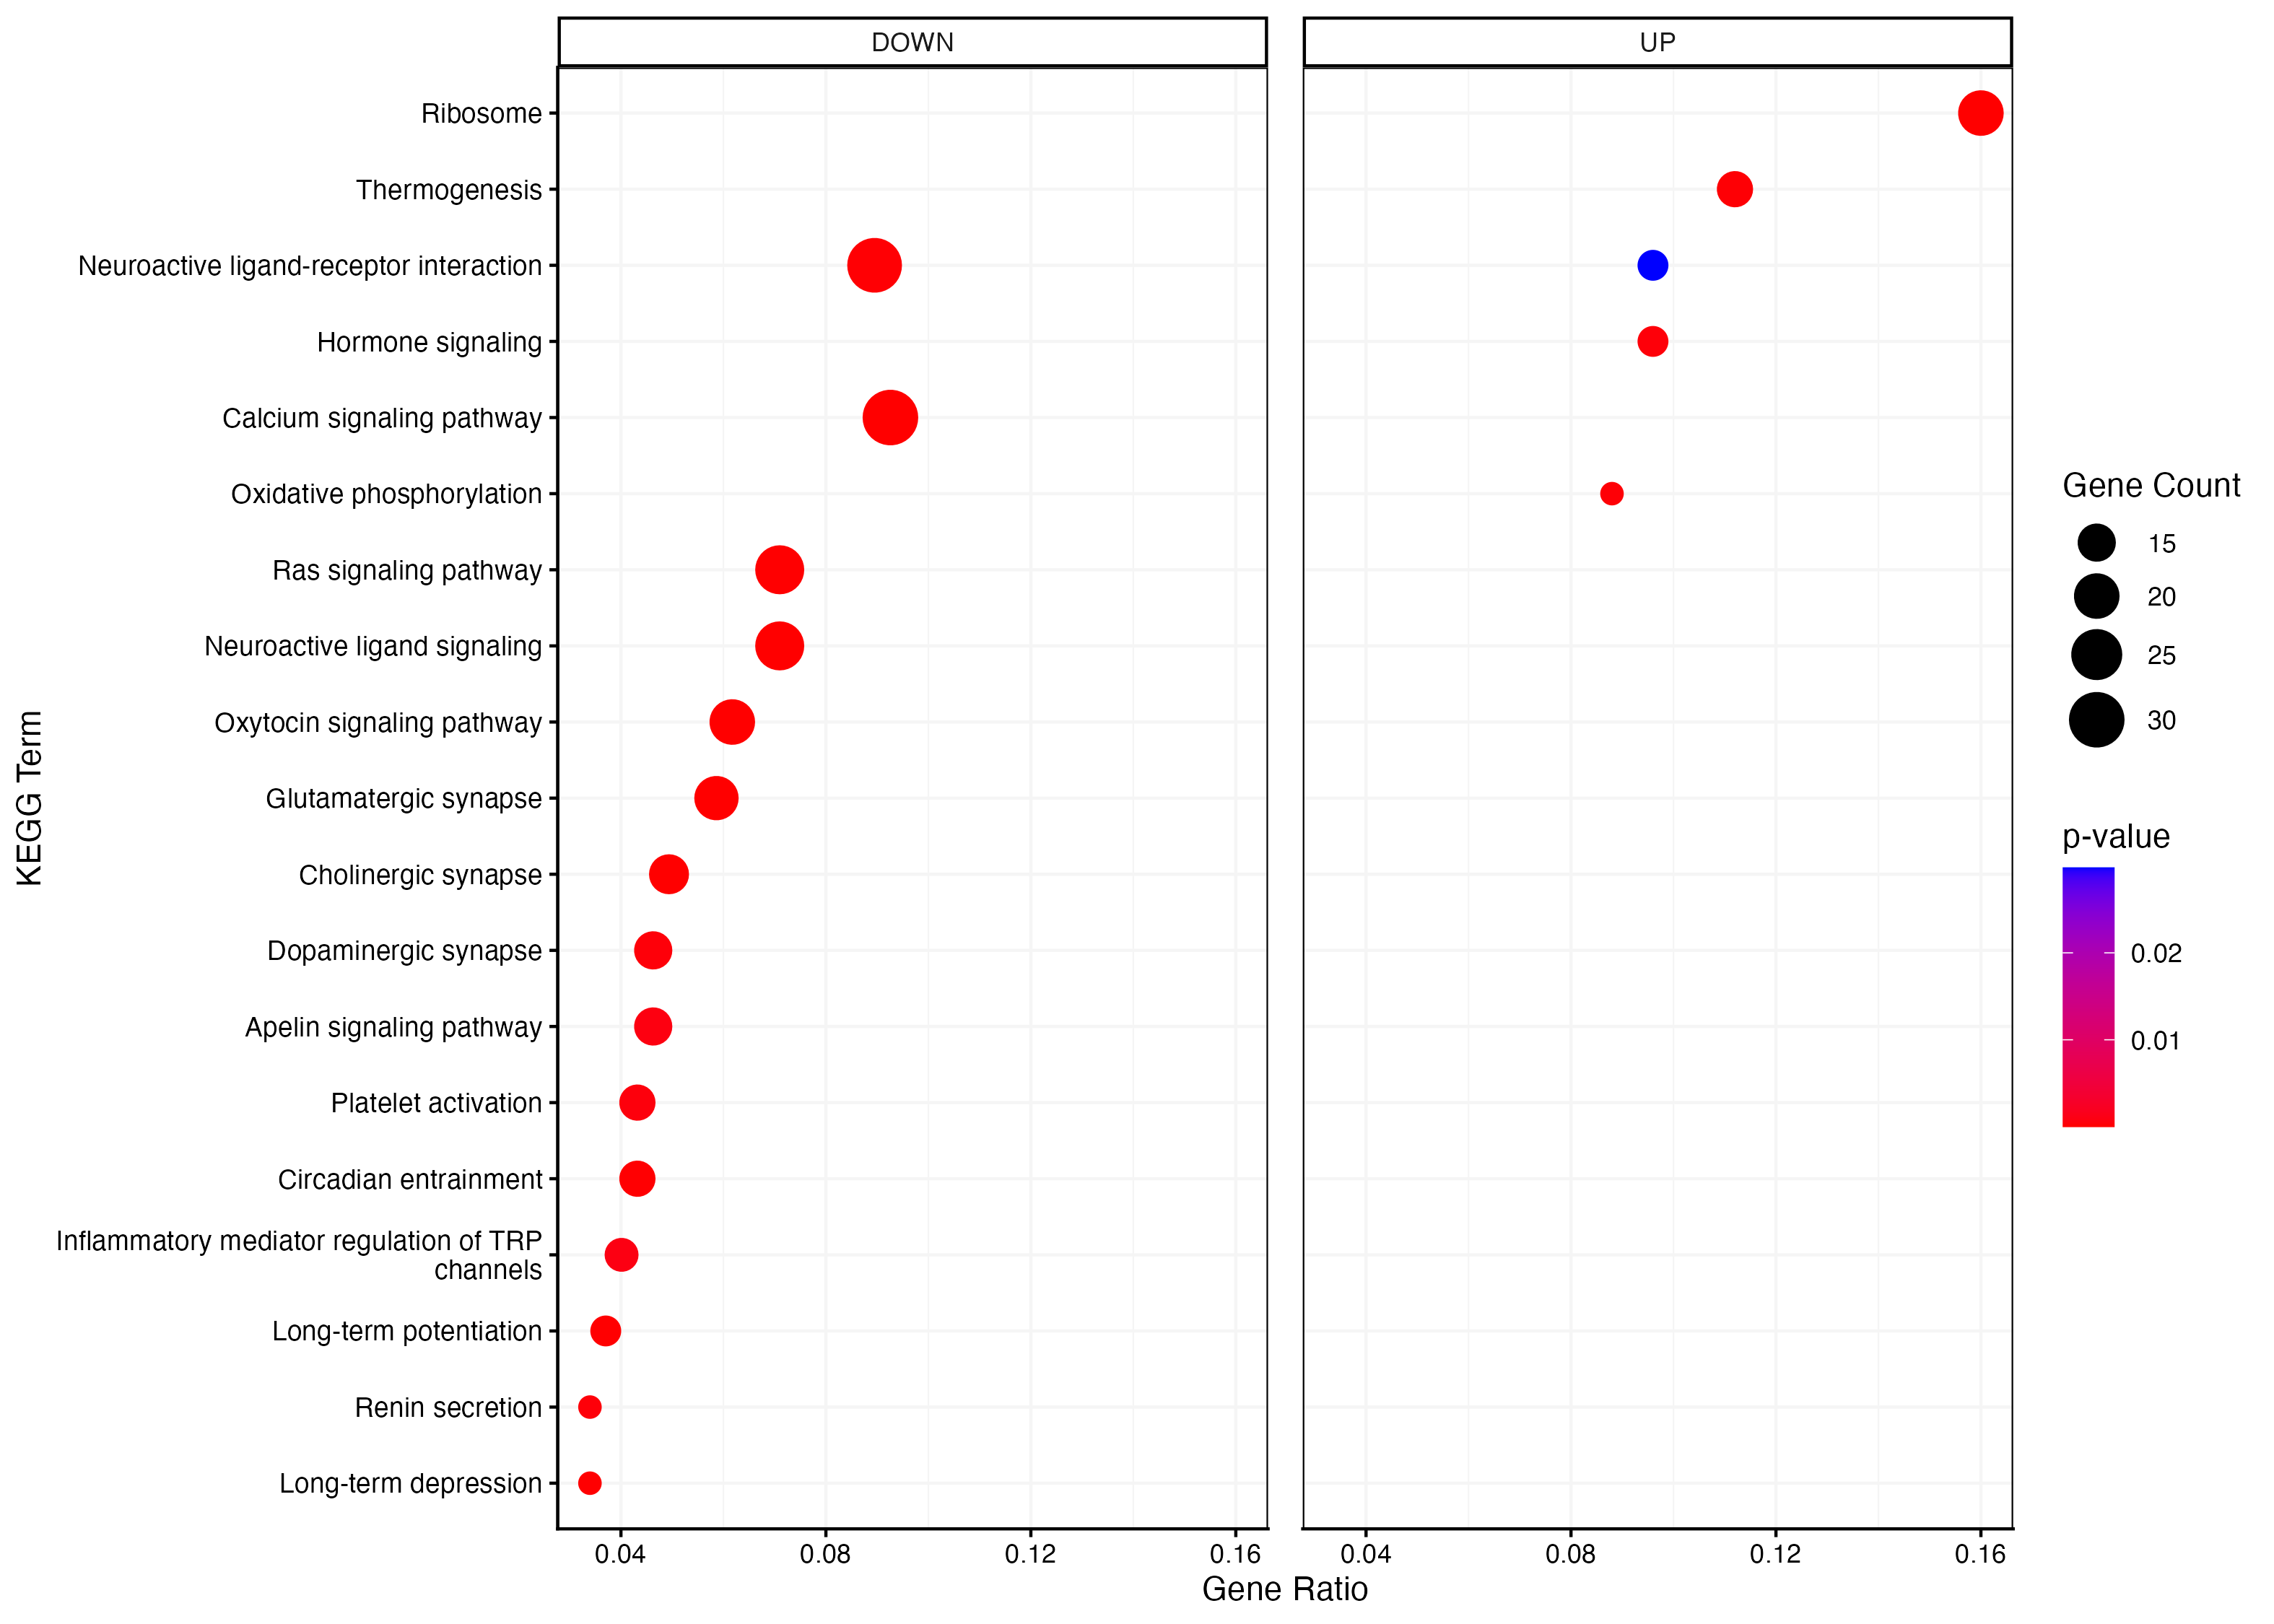 DOWN
UP
Ribosome
Thermogenesis
Neuroactive ligand-receptor interaction
Hormone signaling
Calcium signaling pathway
Oxidative phosphorylation
Ras signaling pathway
Neuroactive ligand signaling
Oxytocin signaling pathway
Glutamatergic synapse
Cholinergic synapse
Dopaminergic synapse
Apelin signaling pathway
Platelet activation
Circadian entrainment
Inflammatory mediator regulation of TRP
channels
Long-term potentiation
Renin secretion
Long-term depression
KEGG Term
0.04 0.08 0.12 0.16
0.04 0.08 0.12 0.16
Gene Ratio
Gene Count
15
20
25
30
p-value
0.02
0.01